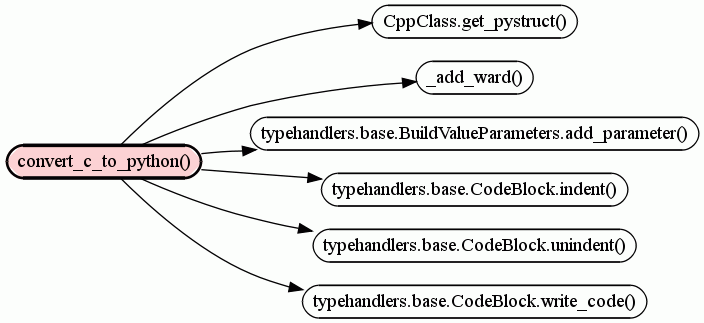 CppClass.get_pystruct()
_add_ward()
typehandlers.base.BuildValueParameters.add_parameter()
convert_c_to_python()
typehandlers.base.CodeBlock.indent()
typehandlers.base.CodeBlock.unindent()
typehandlers.base.CodeBlock.write_code()